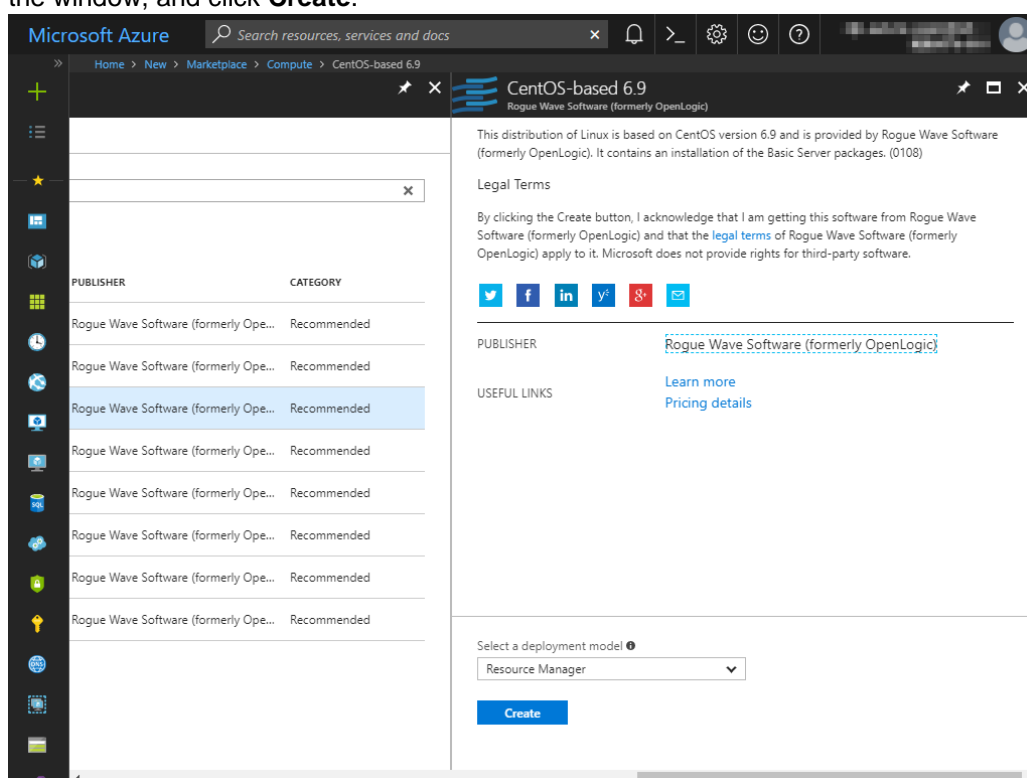 the window, and click Create.
Microsoft Azure
Search resources, services and docs
Home > New > Marketplace > Compute > CentOS-based 6.9
CentOS-based 6.9
Rogue Wave Software (formerly OpenLogic)
This distribution of Linux is based on CentOS version 6.9 and is provided by Rogue Wave Software
(formerly OpenLogic). It contains an installation of the Basic Server packages. (0108)
Legal Terms
By clicking the Create button, I acknowledge that I am getting this software from Rogue Wave
Software (formerly OpenLogic) and that the legal terms of Rogue Wave Software (formerly
OpenLogic) apply to it. Microsoft does not provide rights for third-party software.
PUBLISHER CATEGORY
Rogue Wave Software (formerly Ope... Recommended
Rogue Wave Software (formerly Ope... Recommended
Rogue Wave Software (formerly Ope... Recommended
Rogue Wave Software (formerly Ope... Recommended
Rogue Wave Software (formerly Ope... Recommended
Rogue Wave Software (formerly Ope... Recommended
Rogue Wave Software (formerly Ope... Recommended
Rogue Wave Software (formerly Ope... Recommended
PUBLISHER Rogue Wave Software (formerly OpenLogic)
USEFUL LINKS
Learn more
Pricing details
Select a deployment model
Resource Manager
Create
SQL
DNS